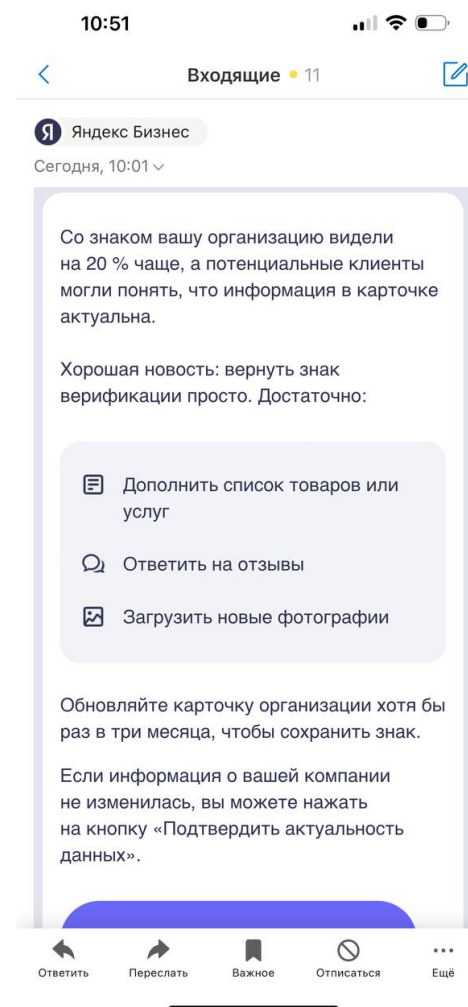 10:51
Входящие • 11
Я Яндекс Бизнес
Сегодня, 10:01
Со знаком вашу организацию видели
на 20 % чаще, а потенциальные клиенты
могли понять, что информация в карточке
актуальна.
Хорошая новость: вернуть знак
верификации просто. Достаточно:
Дополнить список товаров или
услуг
Ответить на отзывы
Загрузить новые фотографии
Обновляйте карточку организации хотя бы
раз в три месяца, чтобы сохранить знак.
Если информация о вашей компании
не изменилась, вы можете нажать
на кнопку «Подтвердить актуальность
данных».
Ответить Переслать Важное Отписаться Ещё